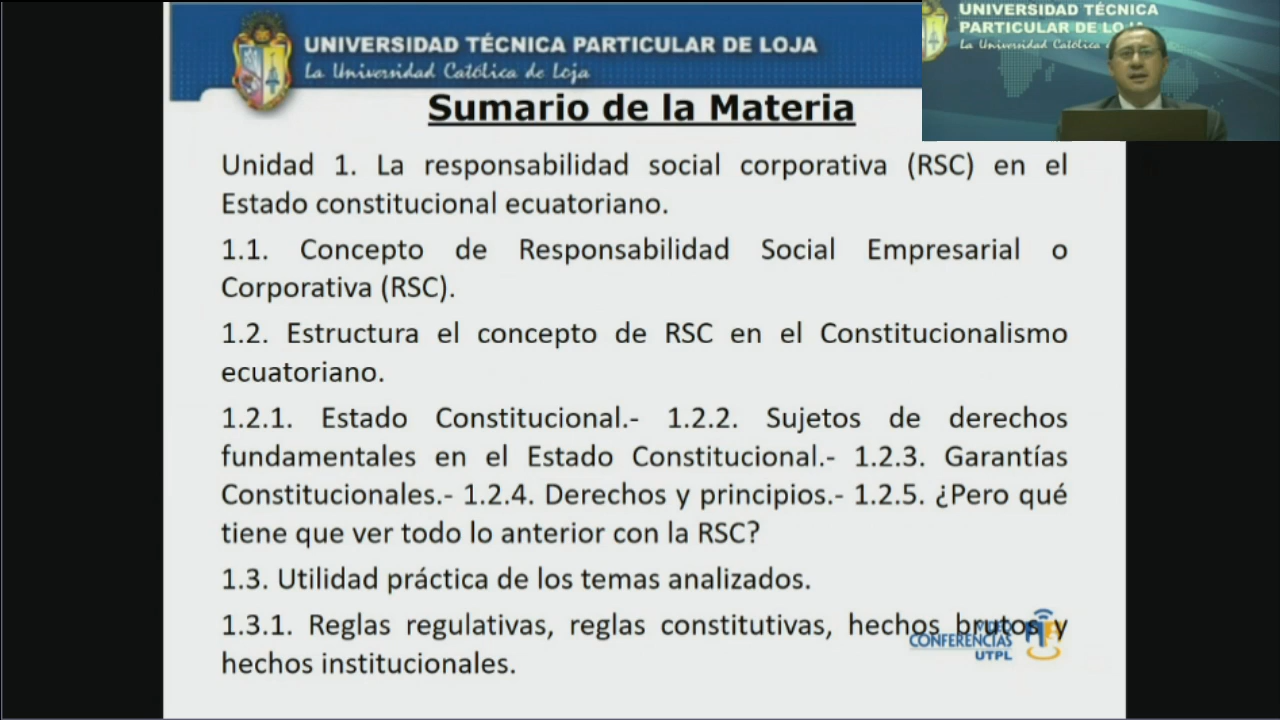 UNIVERSIDAD TÉCNICA PARTICULAR DE LOJA
La Universidad Católica de Loja
UNIVERSIDAD TÉCNICA
PARTICULAR DE LOJA
La Universidad Católica
Sumario de la Materia
Unidad 1. La responsabilidad social corporativa (RSC) en el
Estado constitucional ecuatoriano.
1.1. Concepto de Responsabilidad Social Empresarial o
Corporativa (RSC).
1.2. Estructura el concepto de RSC en el Constitucionalismo
ecuatoriano.
1.2.1. Estado Constitucional.- 1.2.2. Sujetos de derechos
fundamentales en el Estado Constitucional.- 1.2.3. Garantías
Constitucionales.- 1.2.4. Derechos y principios.- 1.2.5. ¿Pero qué
tiene que ver todo lo anterior con la RSC?
1.3. Utilidad práctica de los temas analizados.
1.3.1. Reglas regulativas, reglas constitutivas, hechos brutos y
hechos institucionales.
CONFERENCIAS
UTPL